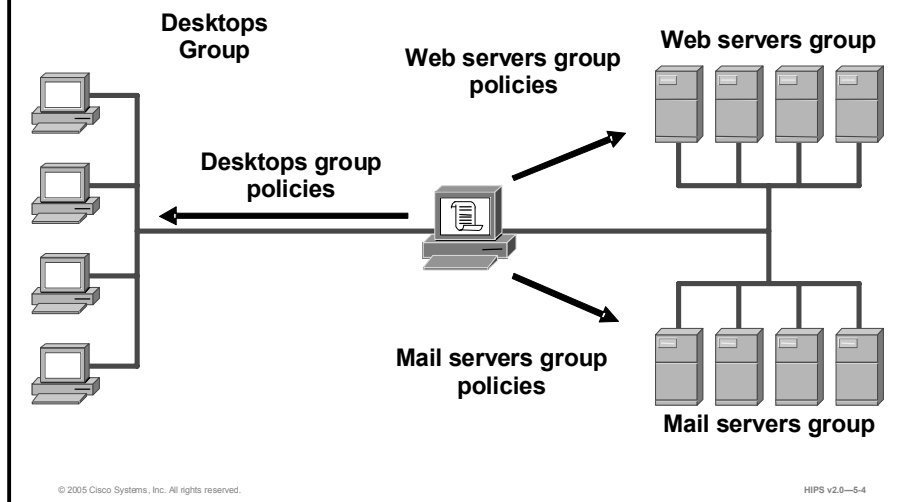 Desktops
Group
Web servers group
policies
Web servers group
Desktops group
policies
Mail servers group
policies
Mail servers group
© 2005 Cisco Systems, Inc. All rights reserved.
HIPS v2.0—5-4